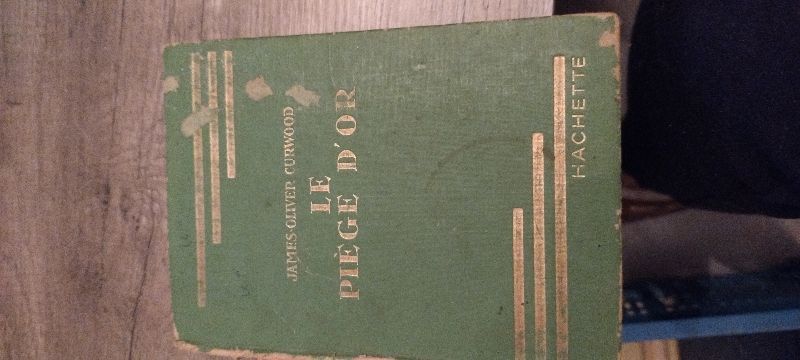 JAMES-OLIVER CURWOOD
LE
PIÈGE D'OR
HACHETTE